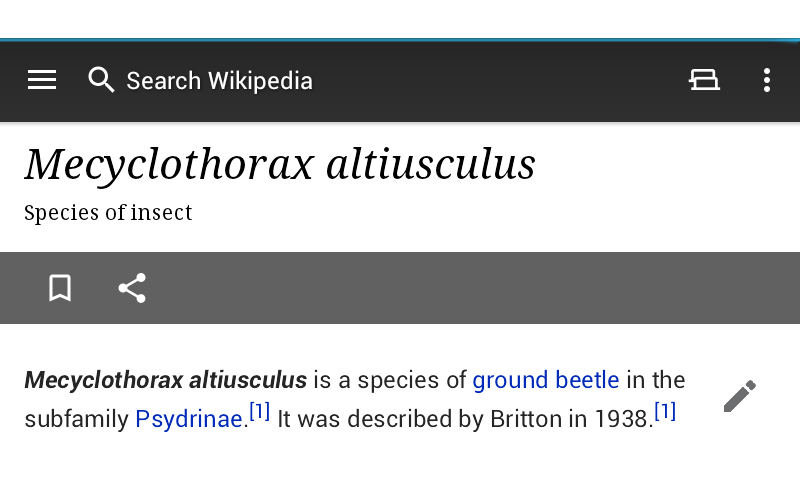 Search Wikipedia
Mecyclothorax altiusculus
Species of insect
Mecyclothorax altiusculus is a species of ground beetle in the
subfamily Psydrinae.[1] It was described by Britton in 1938.[1]